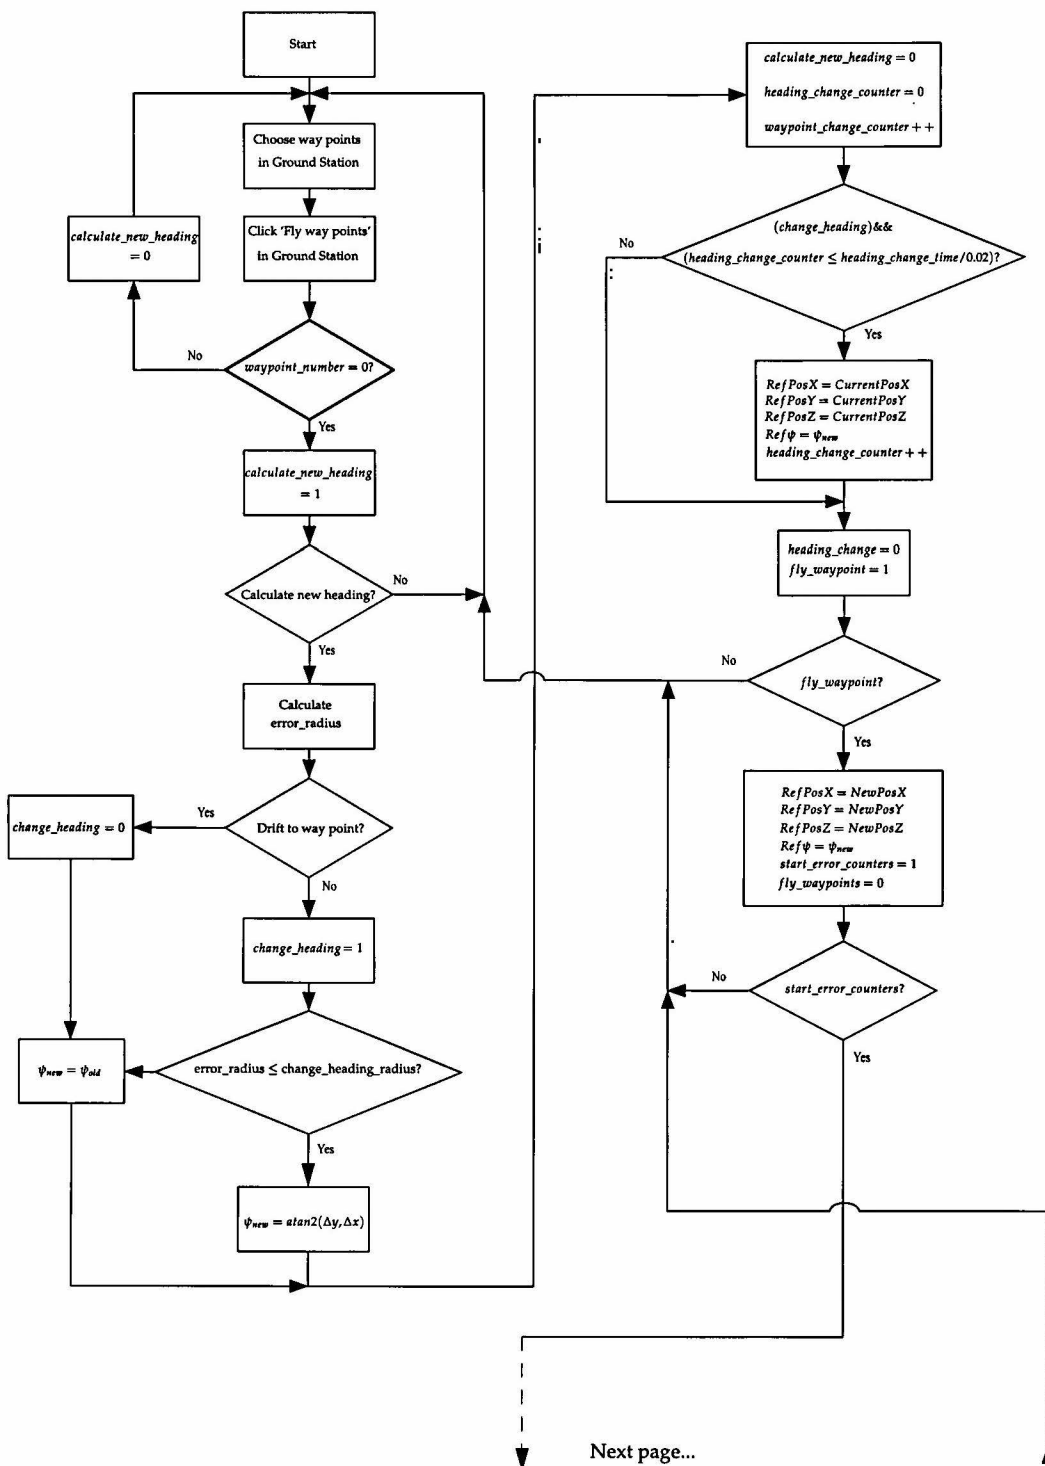 Start
Choose way points
in Ground Station
Click 'Fly way points'
in Ground Station
calculate_new_heading
= 0
No
waypoint_number = 0?
Yes
calculate_new_heading
= 1
Calculate new heading?
No
Yes
Calculate
error_radius
Drift to way point?
Yes
change_heading = 0
No
change_heading = 1
error_radius ≤ change_heading_radius?
ψnew = ψold
Yes
ψnew = atan2(Δy, Δx)
calculate_new_heading = 0
heading_change_counter = 0
waypoint_change_counter + +
(change_heading)&&
(heading_change_counter ≤ heading_change_time/0.02)?
No
Yes
RefPosX = CurrentPosX
RefPosY = CurrentPosY
RefPosZ = CurrentPosZ
Refψ = ψnew
heading_change_counter + +
heading_change = 0
fly_waypoint = 1
No
fly_waypoint?
Yes
RefPosX = NewPosX
RefPosY = NewPosY
RefPosZ = NewPosZ
Refψ = ψnew
start_error_counters = 1
fly_waypoints = 0
No
start_error_counters?
Yes
Next page...